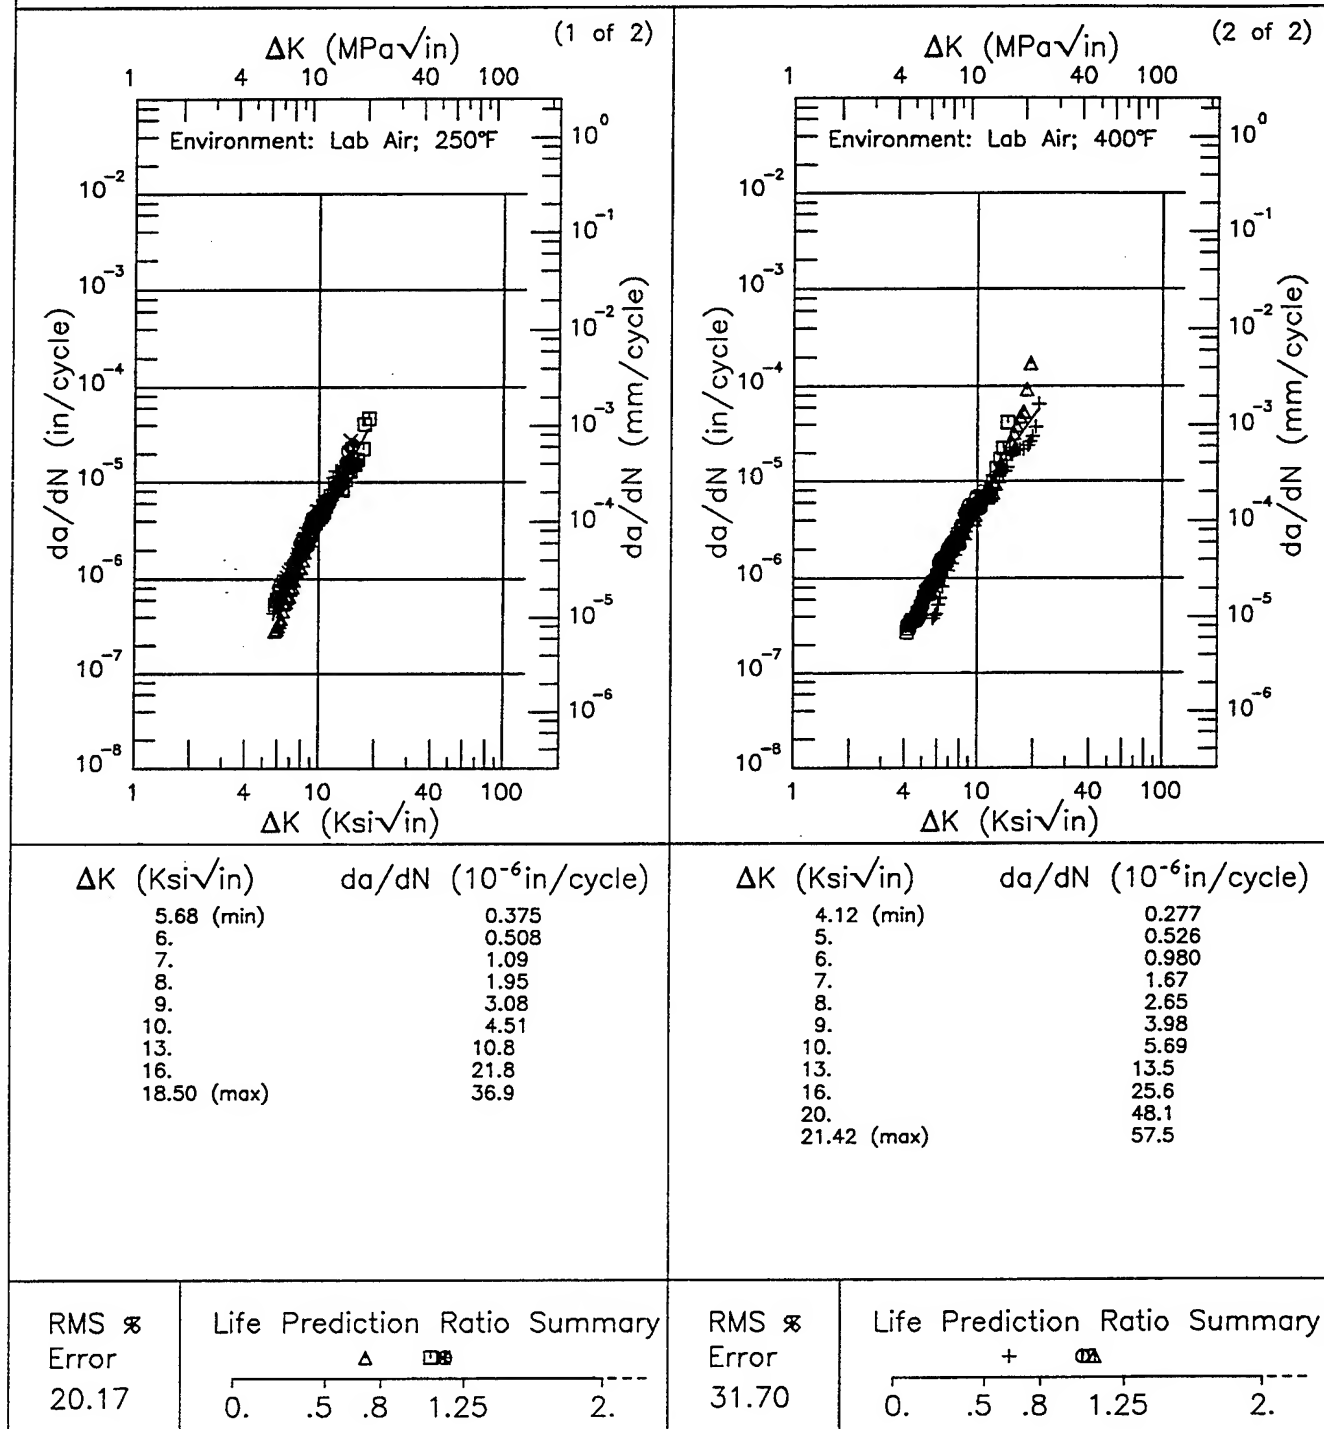 (1 of 2)
ΔK (MPa√in)
1 4 10 40 100
Environment: Lab Air; 250°F
da/dN (in/cycle)
10⁻²
10⁻³
10⁻⁴
10⁻⁵
10⁻⁶
10⁻⁷
10⁻⁸
da/dN (mm/cycle)
10⁰
10⁻¹
10⁻²
10⁻³
10⁻⁴
10⁻⁵
10⁻⁶
1 4 10 40 100
ΔK (Ksi√in)
ΔK (Ksi√in) da/dN (10⁻⁶in/cycle)
5.68 (min) 0.375
6. 0.508
7. 1.09
8. 1.95
9. 3.08
10. 4.51
13. 10.8
16. 21.8
18.50 (max) 36.9
RMS %
Error
20.17
Life Prediction Ratio Summary
0. .5 .8 1.25 2.
(2 of 2)
ΔK (MPa√in)
1 4 10 40 100
Environment: Lab Air; 400°F
da/dN (in/cycle)
10⁻²
10⁻³
10⁻⁴
10⁻⁵
10⁻⁶
10⁻⁷
10⁻⁸
da/dN (mm/cycle)
10⁰
10⁻¹
10⁻²
10⁻³
10⁻⁴
10⁻⁵
10⁻⁶
1 4 10 40 100
ΔK (Ksi√in)
ΔK (Ksi√in) da/dN (10⁻⁶in/cycle)
4.12 (min) 0.277
5. 0.526
6. 0.980
7. 1.67
8. 2.65
9. 3.98
10. 5.69
13. 13.5
16. 25.6
20. 48.1
21.42 (max) 57.5
RMS %
Error
31.70
Life Prediction Ratio Summary
0. .5 .8 1.25 2.